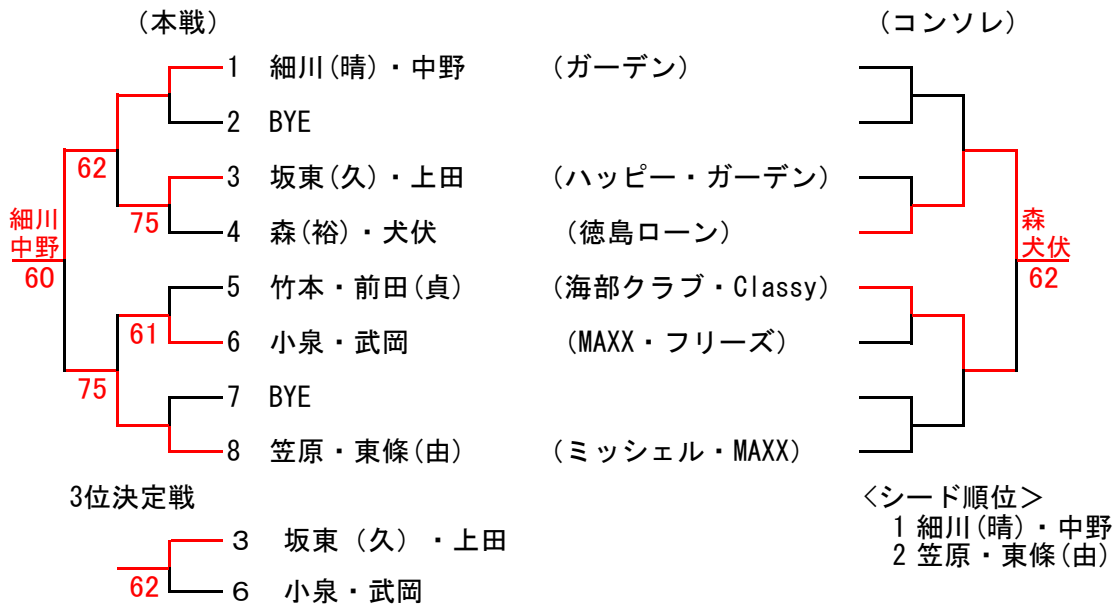 (本戦) (コンソレ)
1 細川(晴)・中野 (ガーデン)
2 BYE
62
3 坂東(久)・上田 (ハッピー・ガーデン)
75
4 森(裕)・犬伏 (徳島ローン)
細川
中野
60
森
犬伏
62
5 竹本・前田(貞) (海部クラブ・Classy)
61
6 小泉・武岡 (MAXX・フリーズ)
75
7 BYE
8 笠原・東條(由) (ミッシェル・MAXX)
3位決定戦
3 坂東(久)・上田
62
6 小泉・武岡
<シード順位>
1 細川(晴)・中野
2 笠原・東條(由)